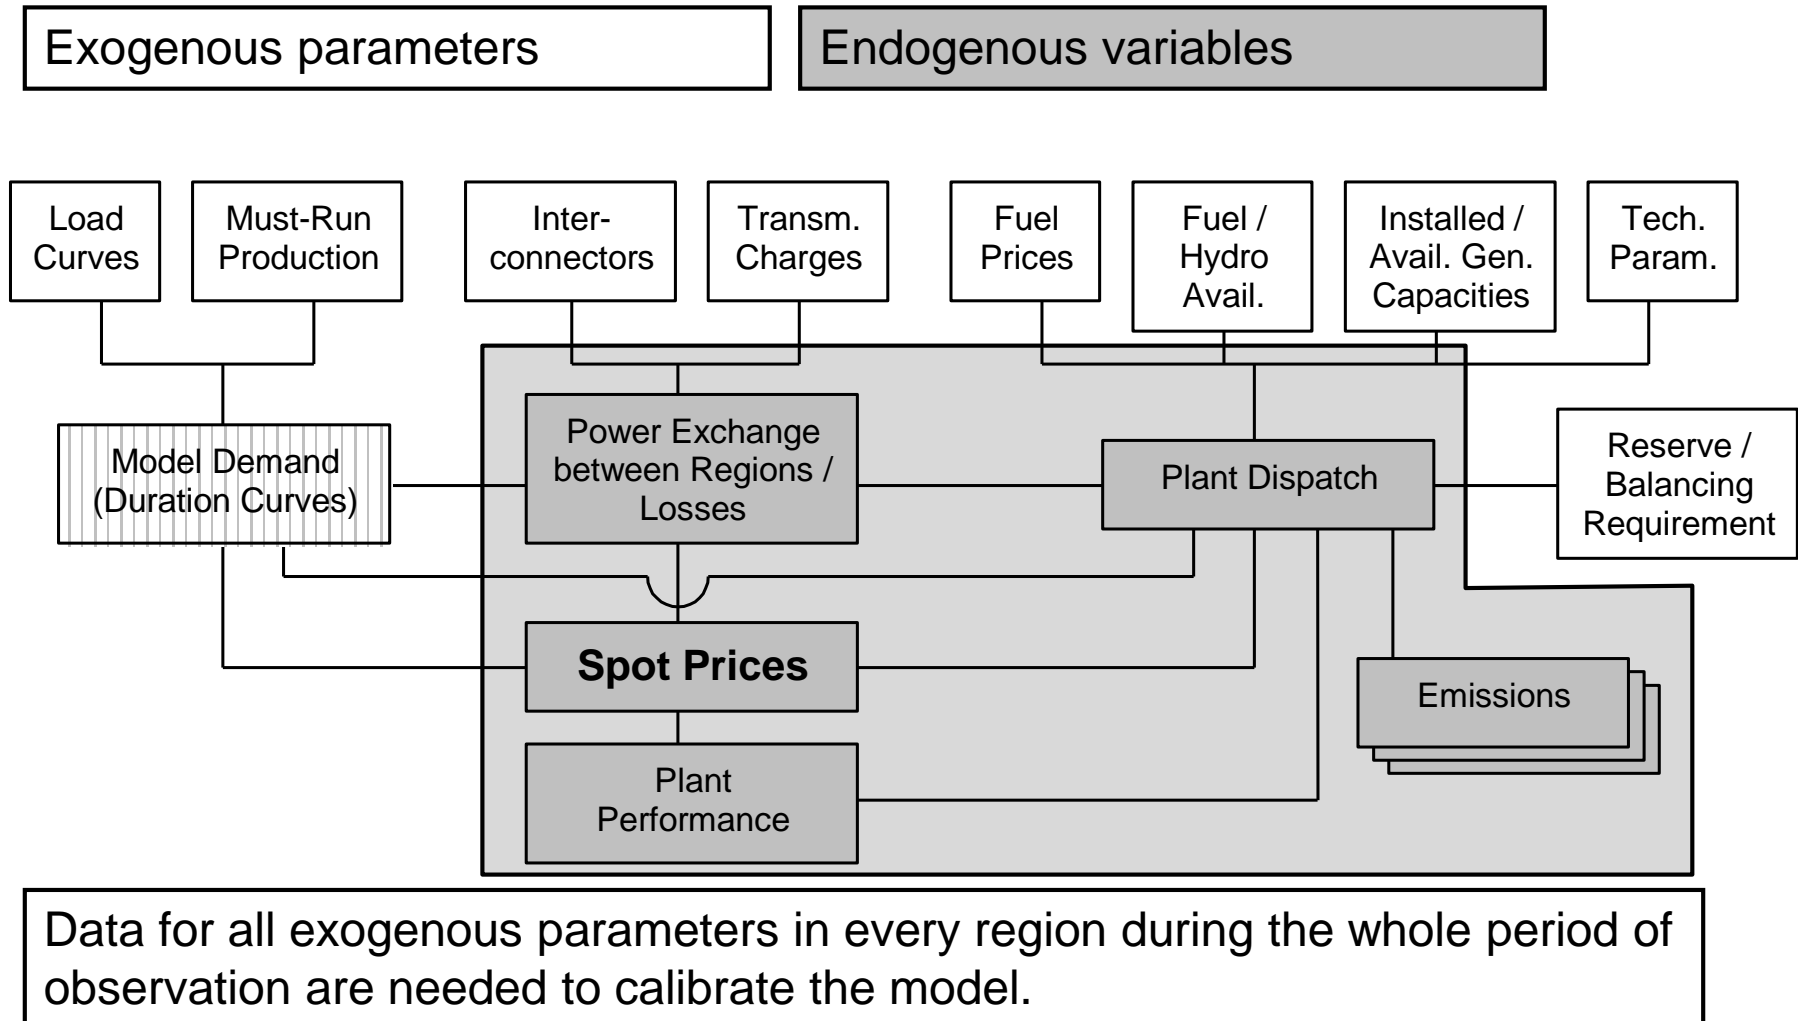 Exogenous parameters
Endogenous variables
Load
Curves
Must-Run
Production
Inter-
connectors
Transm.
Charges
Fuel
Prices
Fuel /
Hydro
Avail.
Installed /
Avail. Gen.
Capacities
Tech.
Param.
Model Demand
(Duration Curves)
Power Exchange
between Regions /
Losses
Plant Dispatch
Reserve /
Balancing
Requirement
Spot Prices
Emissions
Plant
Performance
Data for all exogenous parameters in every region during the whole period of
observation are needed to calibrate the model.